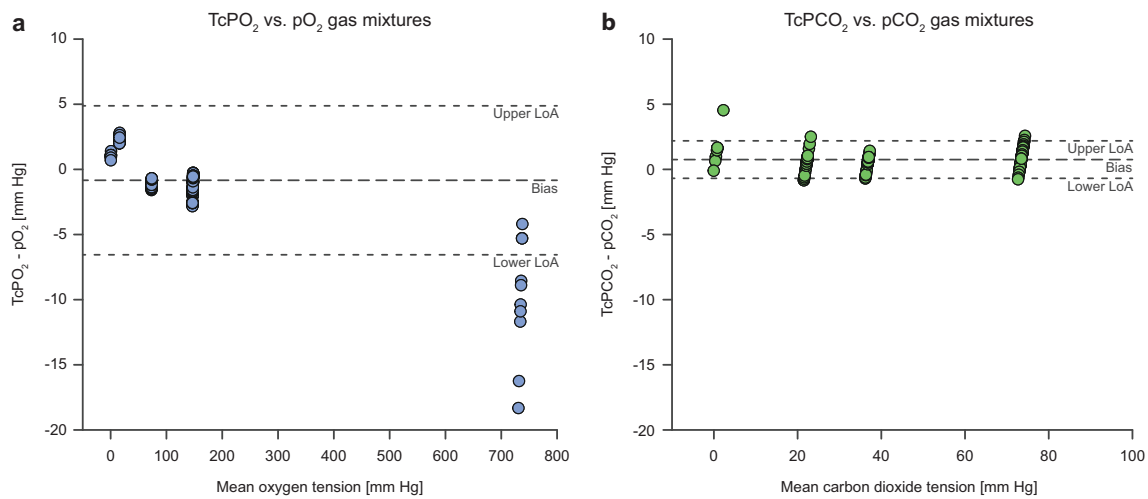 a
TcPO₂ vs. pO₂ gas mixtures
10
5
0
-5
-10
-15
-20
TcPO₂ - pO₂ [mm Hg]
Upper LoA
Bias
Lower LoA
0 100 200 300 400 500 600 700 800
Mean oxygen tension [mm Hg]
b
TcPCO₂ vs. pCO₂ gas mixtures
10
5
0
-5
-10
-15
-20
TcPCO₂ - pCO₂ [mm Hg]
Upper LoA
Bias
Lower LoA
0 20 40 60 80 100
Mean carbon dioxide tension [mm Hg]